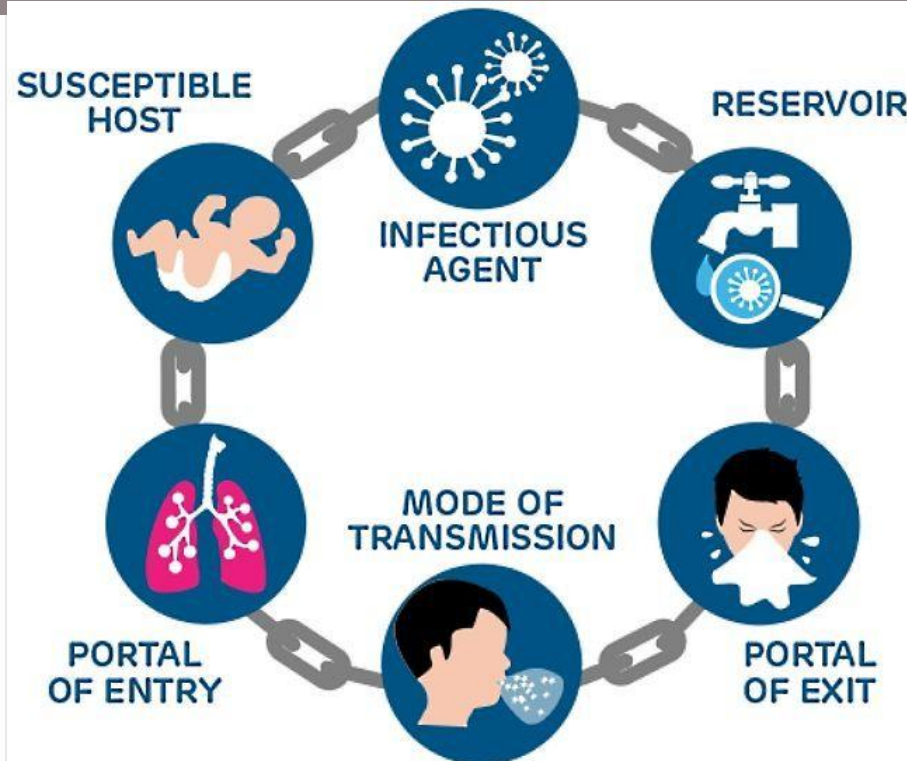 SUSCEPTIBLE
HOST
RESERVOIR
INFECTIOUS
AGENT
MODE OF
TRANSMISSION
PORTAL
OF ENTRY
PORTAL
OF EXIT